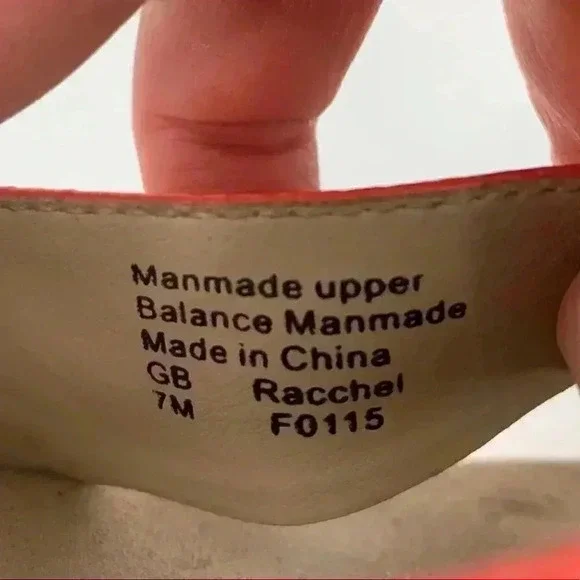 Manmade upper
Balance Manmade
Made in China
GB Racchel
7M F0115